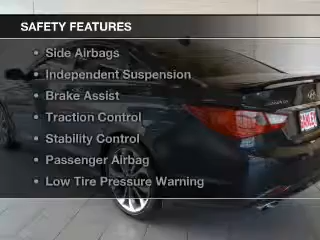 SAFETY FEATURES
• Side Airbags
• Independent Suspension
• Brake Assist
• Traction Control
• Stability Control
• Passenger Airbag
• Low Tire Pressure Warning